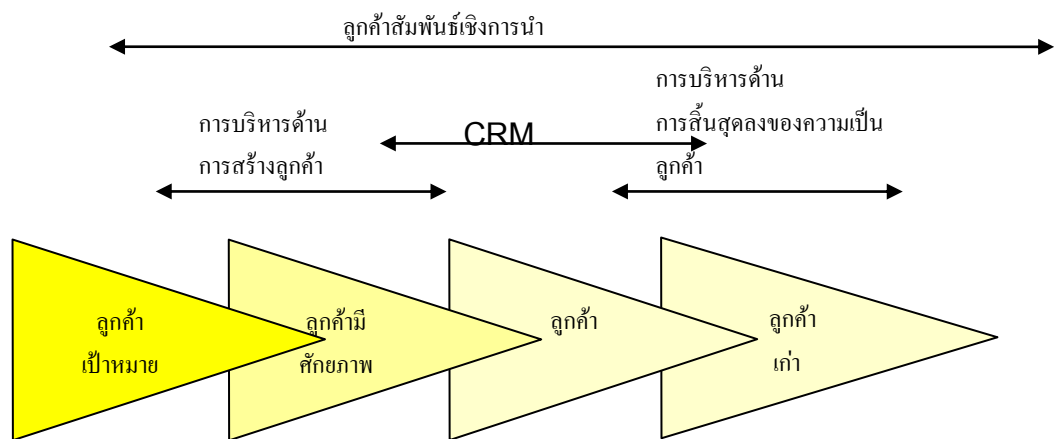 ลูกค้าสัมพันธ์เชิงการนำ
การบริหารด้าน
การสร้างลูกค้า
CRM
การบริหารด้าน
การสิ้นสุดลงของความเป็น
ลูกค้า
ลูกค้า
เป้าหมาย
ลูกค้ามี
ศักยภาพ
ลูกค้า
ลูกค้า
เก่า